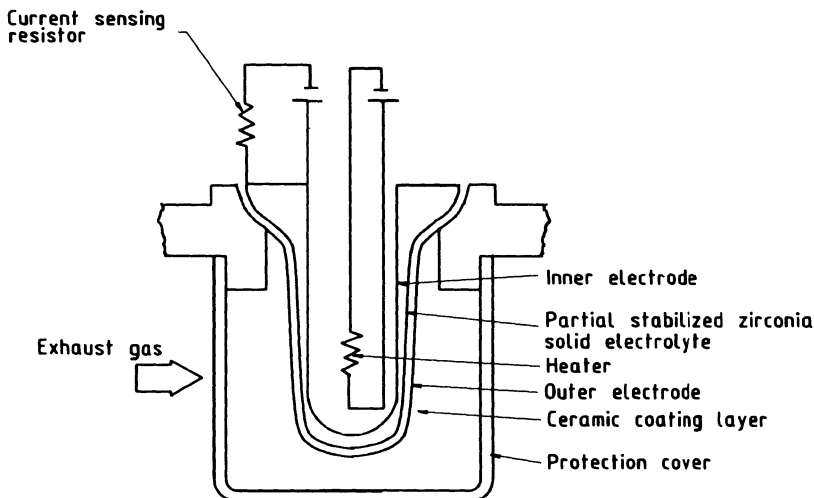 Current sensing
resistor
Inner electrode
Partial stabilized zirconia
solid electrolyte
Heater
Exhaust gas
Outer electrode
Ceramic coating layer
Protection cover